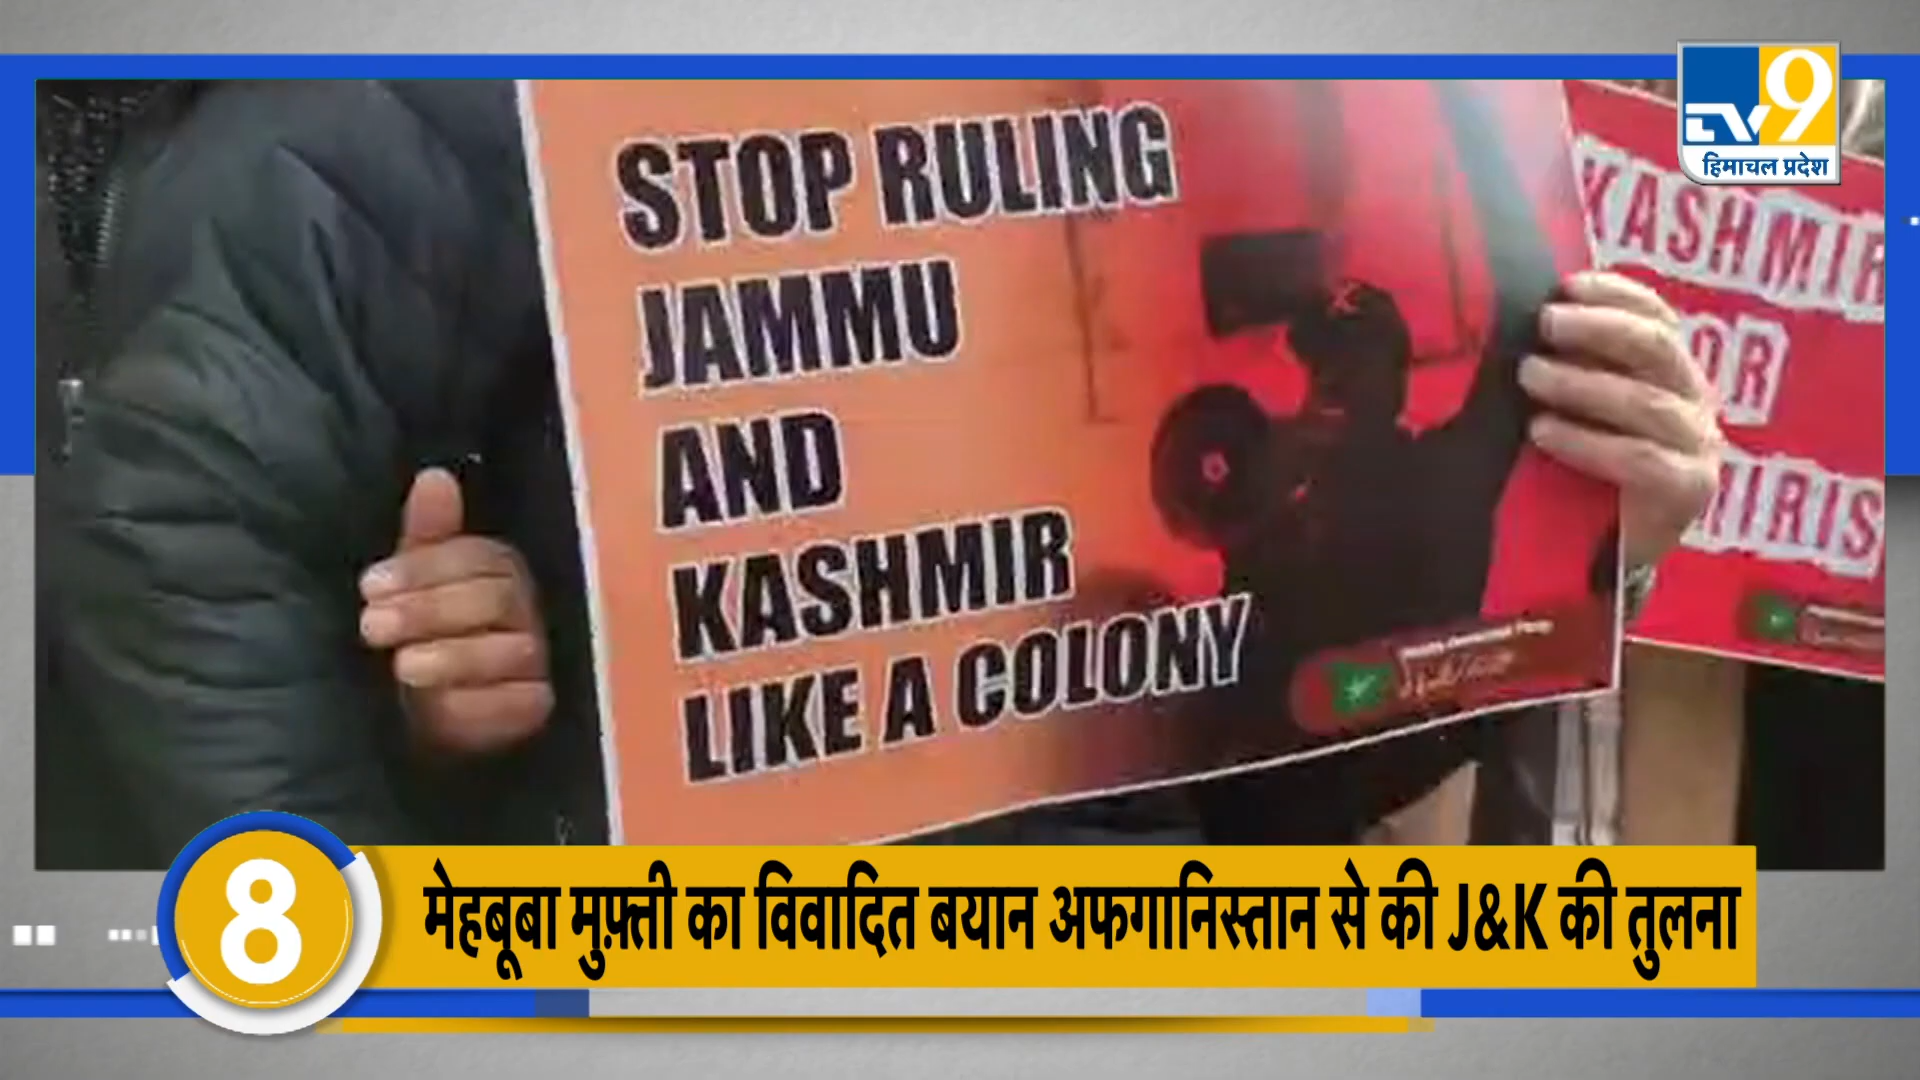 TV9
हिमाचल प्रदेश
STOP RULING
JAMMU
AND
KASHMIR
LIKE A COLONY
KASHMIR
8
मेहबूबा मुफ़्ती का विवादित बयान अफगानिस्तान से की J&K की तुलना